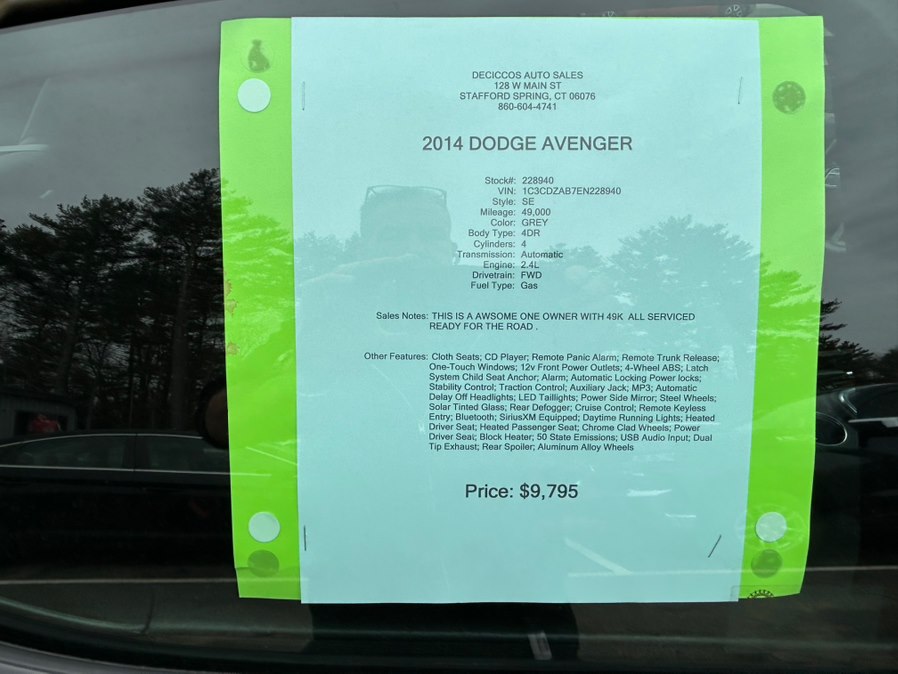 DECICCOS AUTO SALES
128 W MAIN ST
STAFFORD SPRING, CT 06076
860-604-4741
2014 DODGE AVENGER
Stock#: 228940
VIN: 1C3CDZAB7EN228940
Style: SE
Mileage: 49,000
Color: GREY
Body Type: 4DR
Cylinders: 4
Transmission: Automatic
Engine: 2.4L
Drivetrain: FWD
Fuel Type: Gas
Sales Notes: THIS IS A AWSOME ONE OWNER WITH 49K ALL SERVICED
READY FOR THE ROAD .
Other Features: Cloth Seats; CD Player; Remote Panic Alarm; Remote Trunk Release;
One-Touch Windows; 12v Front Power Outlets; 4-Wheel ABS; Latch
System Child Seat Anchor; Alarm; Automatic Locking Power locks;
Stability Control; Traction Control; Auxiliary Jack; MP3; Automatic
Delay Off Headlights; LED Taillights; Power Side Mirror; Steel Wheels;
Solar Tinted Glass; Rear Defogger; Cruise Control; Remote Keyless
Entry; Bluetooth; SiriusXM Equipped; Daytime Running Lights; Heated
Driver Seat; Heated Passenger Seat; Chrome Clad Wheels; Power
Driver Seat; Block Heater; 50 State Emissions; USB Audio Input; Dual
Tip Exhaust; Rear Spoiler; Aluminum Alloy Wheels
Price: $9,795